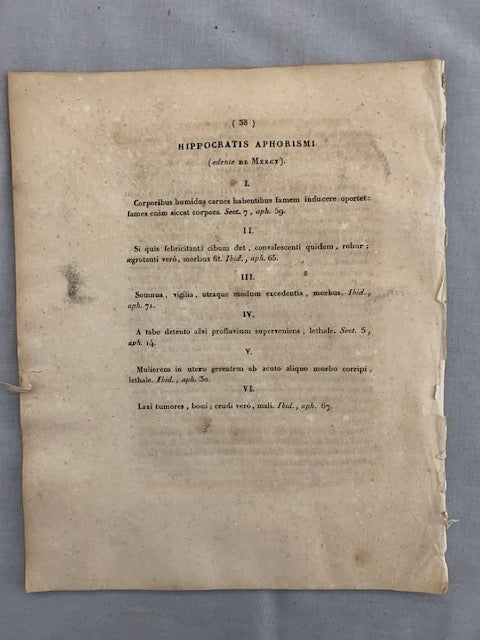 ( 38 )
HIPPOCRATIS APHORISMI
(edente DE MERCY).
I.
Corporibus humidas carnes habentibus famem inducere oportet:
fames enim siccat corpora. Sect. 7, aph. 59.
II.
Si quis febricitanti cibum det, convalescenti quidem, robur;
ægrotanti verò, morbus fit. Ibid., aph. 65.
III.
Somnus, vigilia, utraque modum excedentia, morbus. Ibid.,
aph. 71.
IV.
A tabe detento alvi profluvium superveniens, lethale. Sect. 5,
aph. 14.
V.
Mulierem in utero gerentem ab acuto aliquo morbo corripi,
lethale. Ibid., aph. 30.
VI.
Laxi tumores, boni; crudi verò, mali. Ibid., aph. 67.